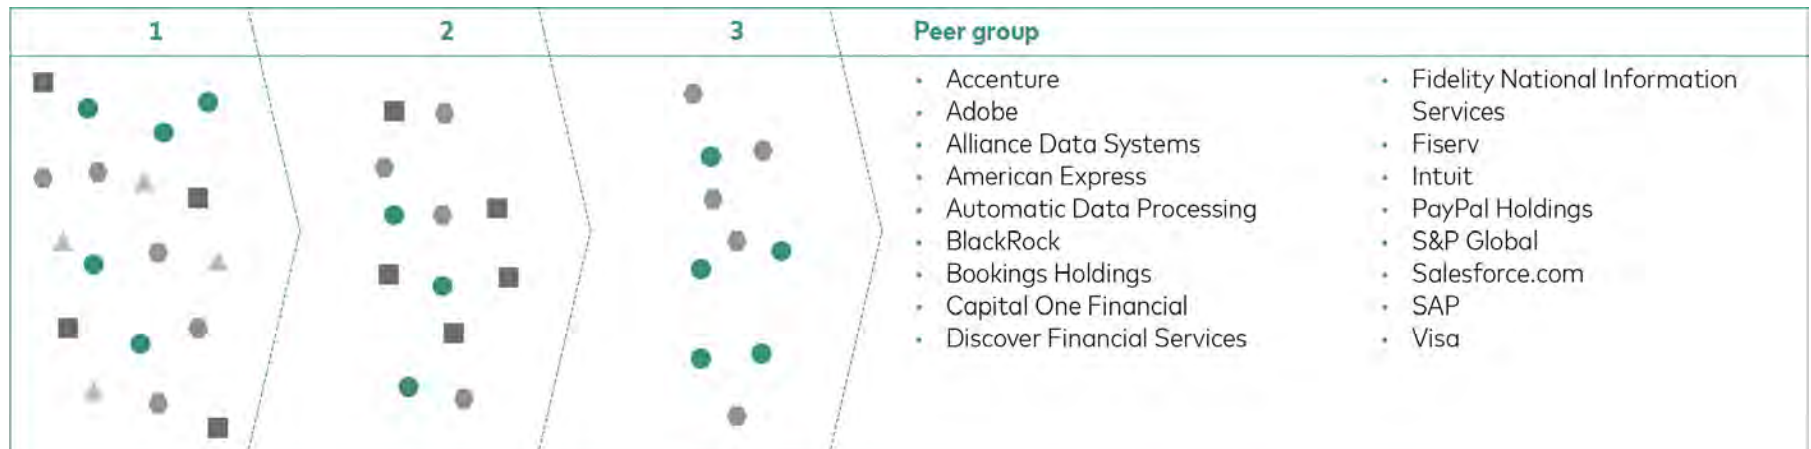 1
2
3
Peer group
• Accenture
• Adobe
• Alliance Data Systems
• American Express
• Automatic Data Processing
• BlackRock
• Bookings Holdings
• Capital One Financial
• Discover Financial Services
• Fidelity National Information
Services
• Fiserv
• Intuit
• PayPal Holdings
• S&P Global
• Salesforce.com
• SAP
• Visa